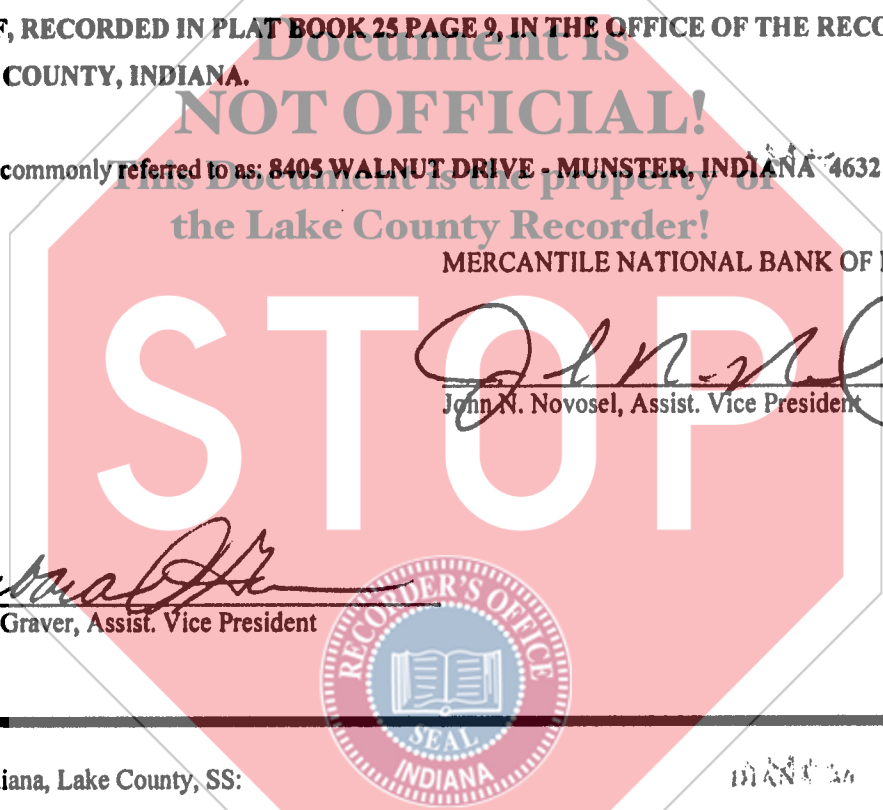 F, RECORDED IN PLAT BOOK 25 PAGE 9, IN THE OFFICE OF THE RECO
Document is
COUNTY, INDIANA.
NOT OFFICIAL!
commonly referred to as: 8405 WALNUT DRIVE - MUNSTER, INDIANA 4632
This Document is the property of
the Lake County Recorder!
MERCANTILE NATIONAL BANK OF
STOP
John N. Novosel, Assist. Vice President
Graver, Assist. Vice President
RECORDER'S OFFICE
SEAL
INDIANA
iana, Lake County, SS: